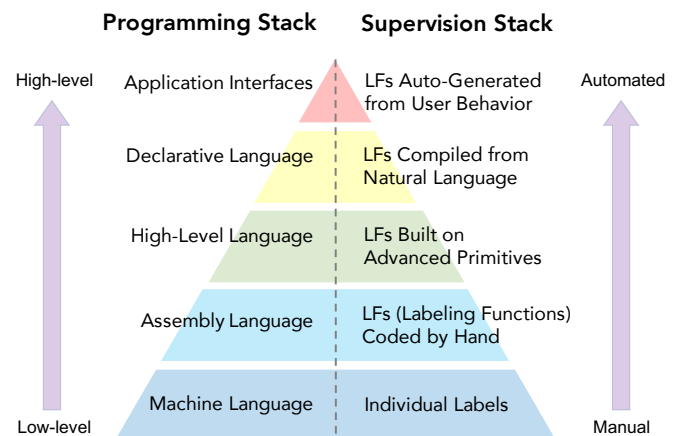 Programming Stack
Supervision Stack
High-level
Application Interfaces
LFs Auto-Generated
from User Behavior
Automated
Declarative Language
LFs Compiled from
Natural Language
High-Level Language
LFs Built on
Advanced Primitives
Assembly Language
LFs (Labeling Functions)
Coded by Hand
Low-level
Machine Language
Individual Labels
Manual